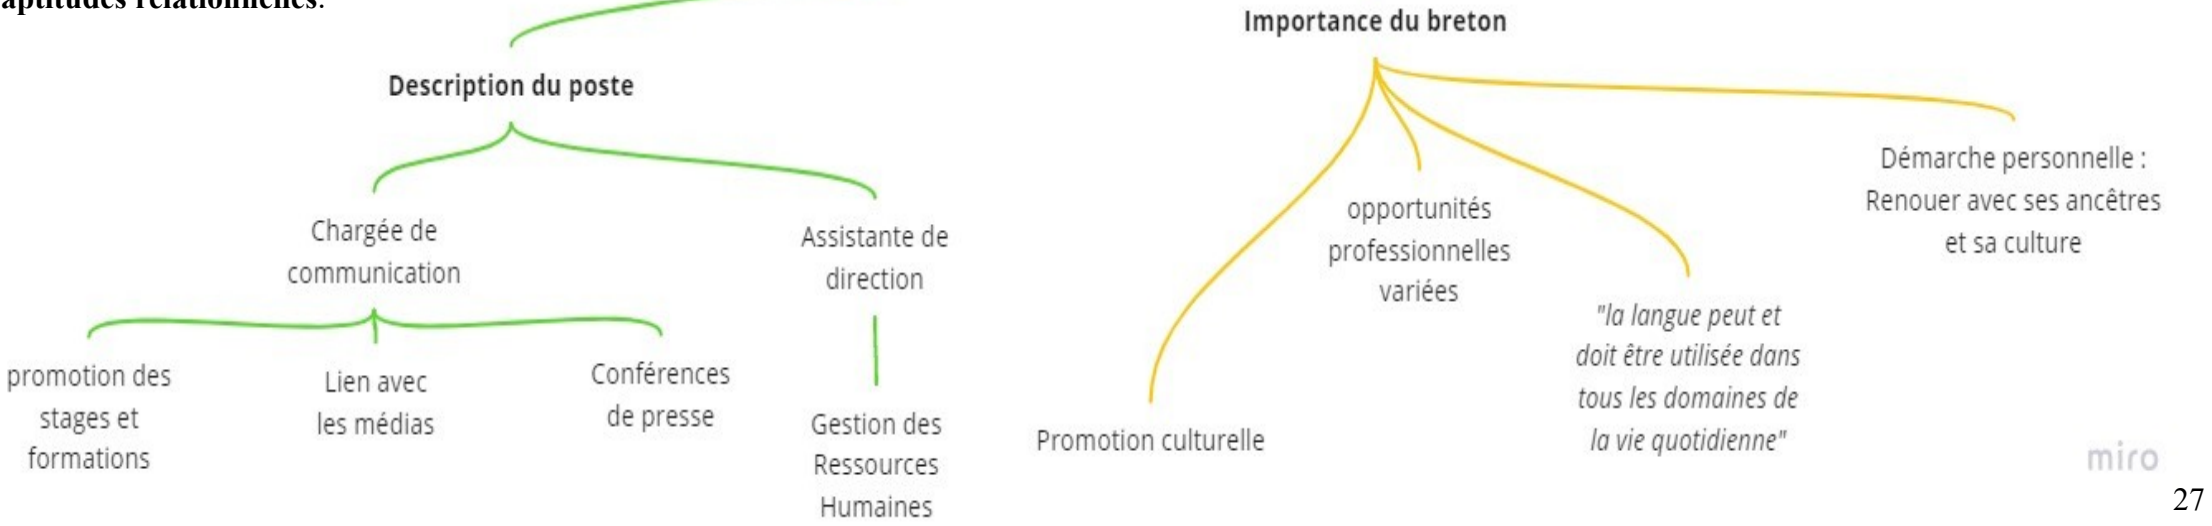 aptitudes relationnelles.
Description du poste
Chargée de
communication
Assistante de
direction
promotion des
stages et
formations
Lien avec
les médias
Conférences
de presse
Gestion des
Ressources
Humaines
Importance du breton
Promotion culturelle
opportunités
professionnelles
variées
"la langue peut et
doit être utilisée dans
tous les domaines de
la vie quotidienne"
Démarche personnelle :
Renouer avec ses ancêtres
et sa culture
miro
27